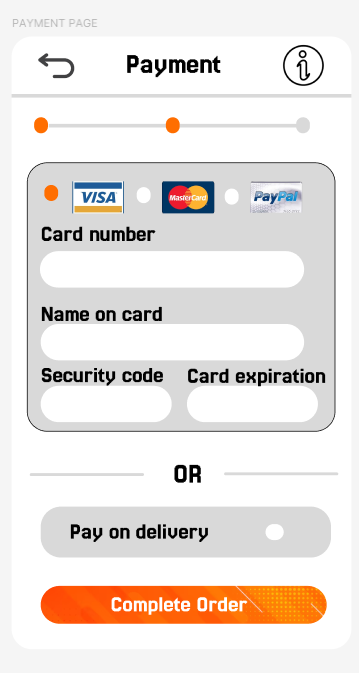 PAYMENT PAGE
Payment
VISA MasterCard PayPal
Card number
Name on card
Security code Card expiration
OR
Pay on delivery
Complete Order